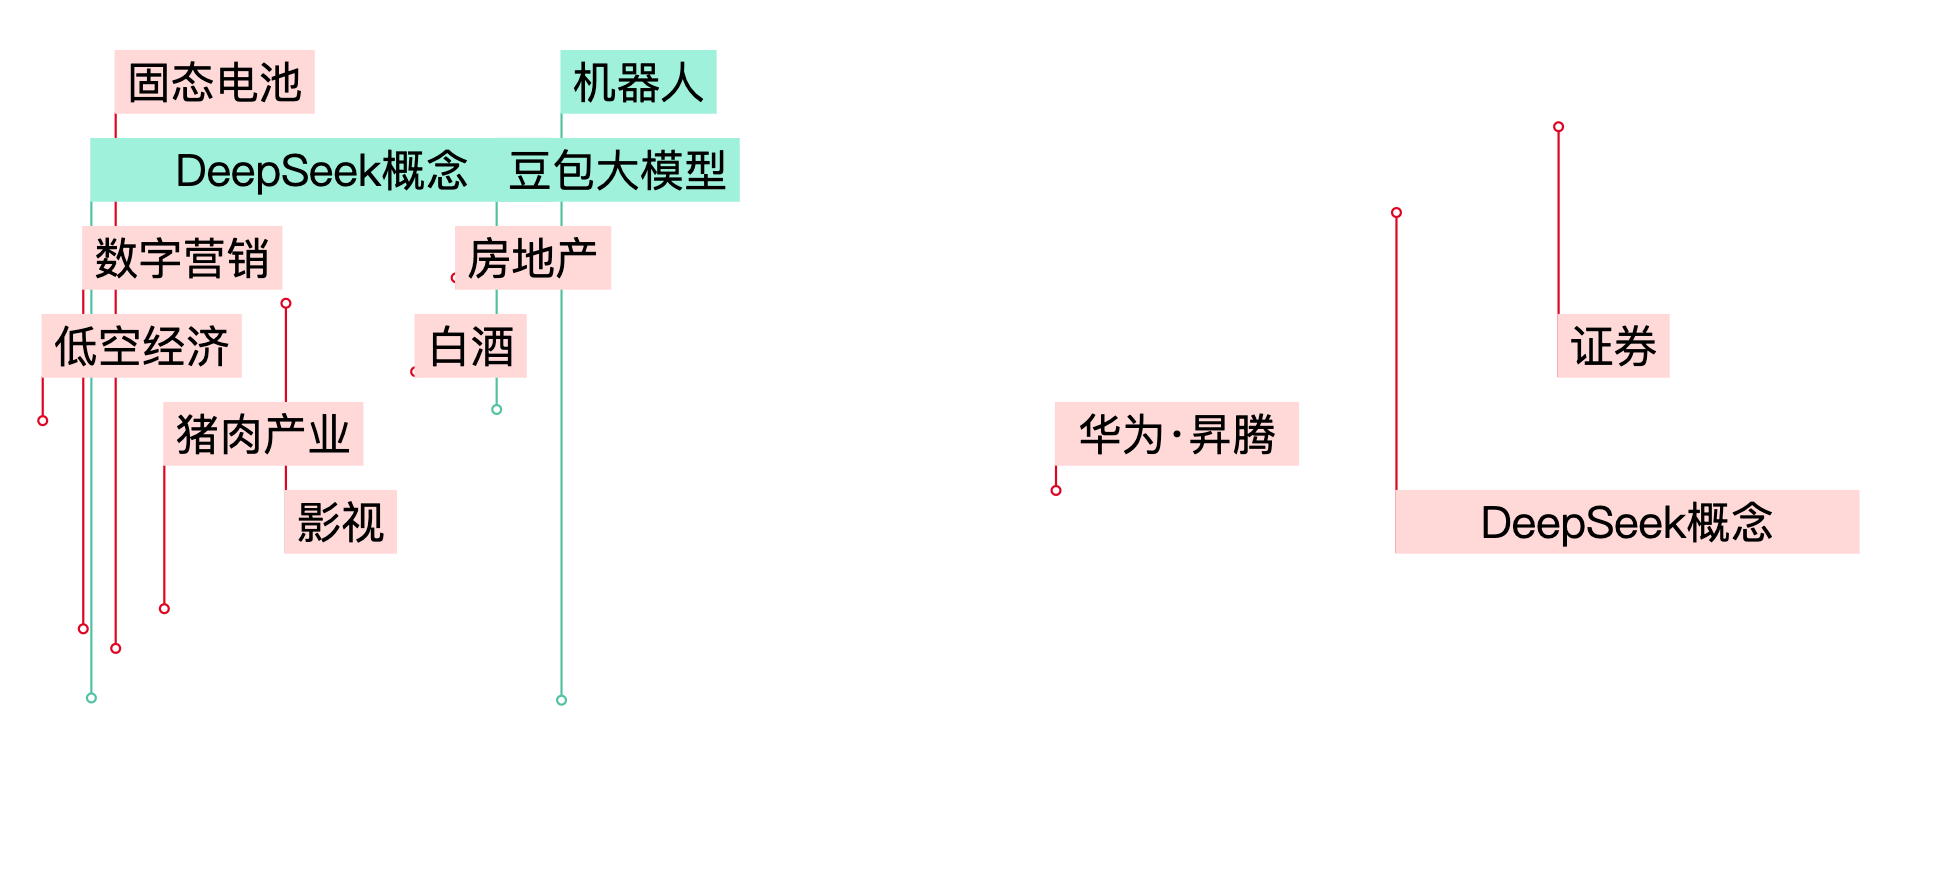 固态电池
机器人
DeepSeek概念
豆包大模型
数字营销
房地产
低空经济
白酒
证券
猪肉产业
华为·昇腾
影视
DeepSeek概念